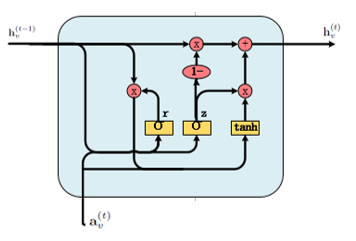 h_v^{(t-1)} x + h_v^{(t)}
1-
x r z x
σ σ tanh
a_v^{(t)}